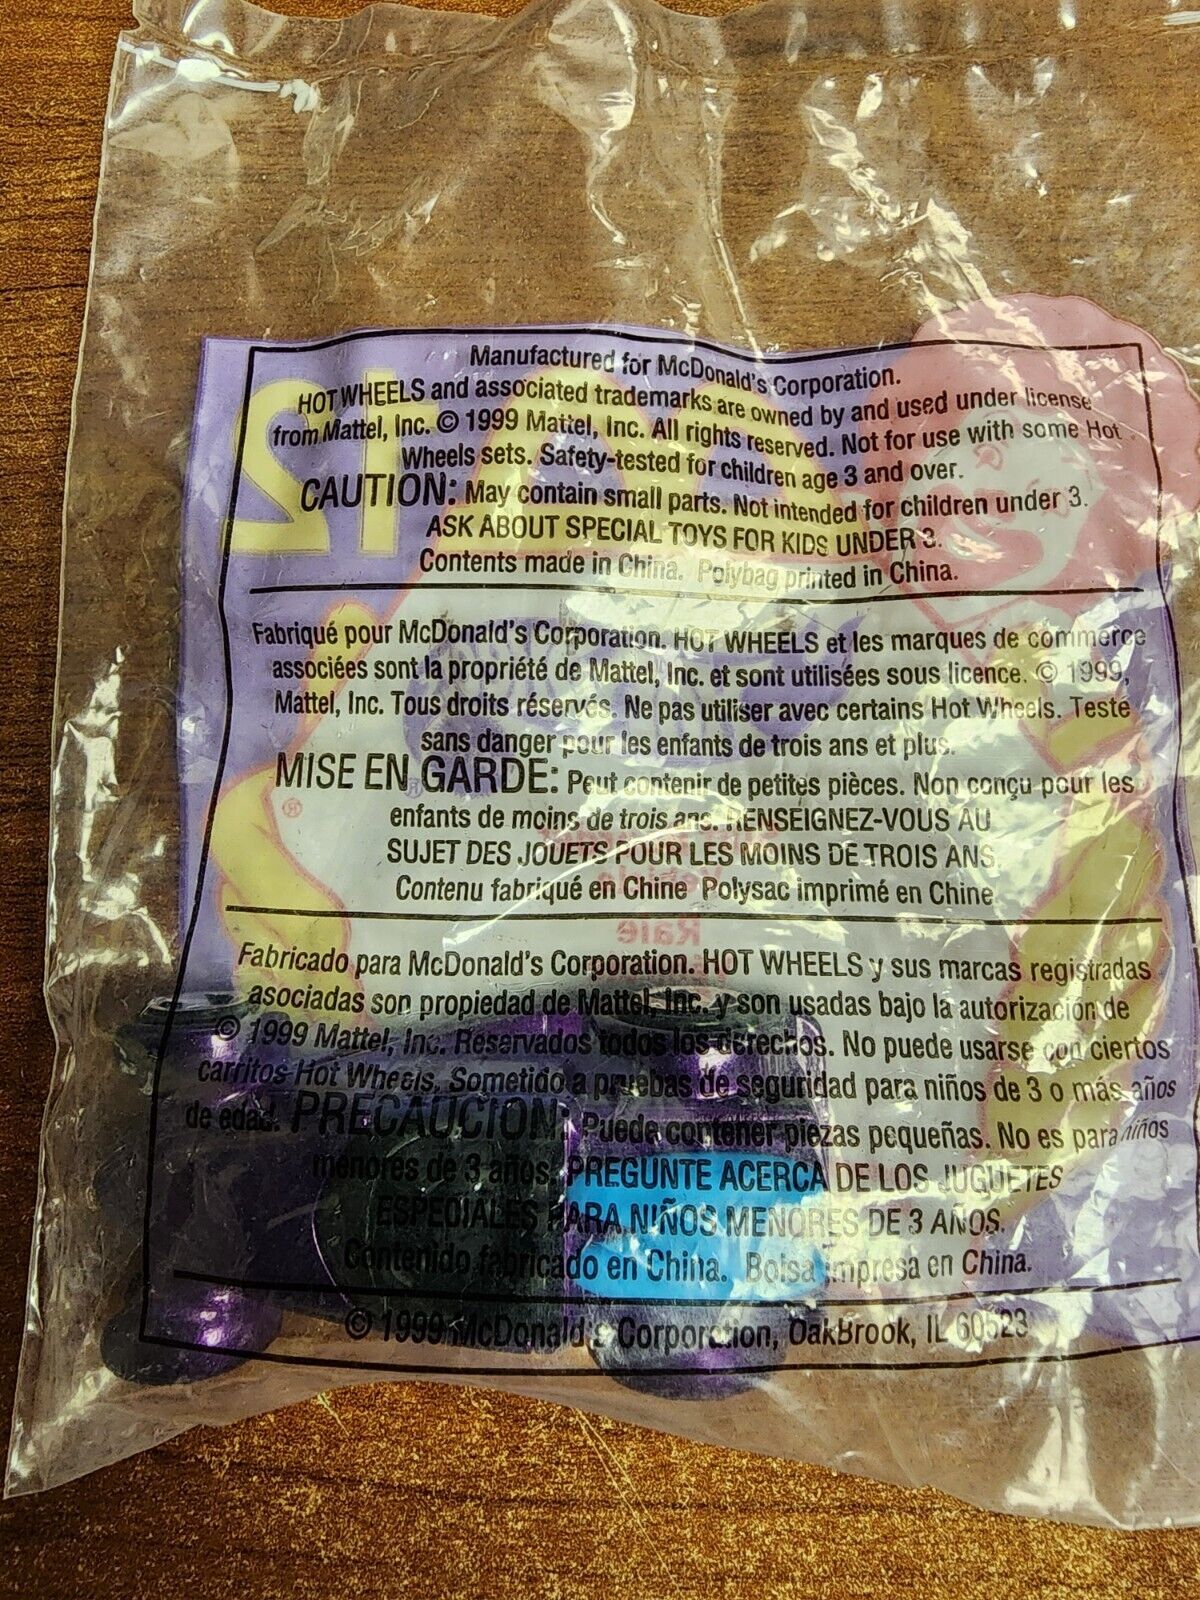 Manufactured for McDonald's Corporation.
HOT WHEELS and associated trademarks are owned by and used under license
from Mattel, Inc. © 1999 Mattel, Inc. All rights reserved. Not for use with some Hot
Wheels sets. Safety-tested for children age 3 and over.
CAUTION: May contain small parts. Not intended for children under 3.
ASK ABOUT SPECIAL TOYS FOR KIDS UNDER 3.
Contents made in China. Polybag printed in China.
12
Fabriqué pour McDonald's Corporation. HOT WHEELS et les marques de commerce
associées sont la propriété de Mattel, Inc. et sont utilisées sous licence. © 1999,
Mattel, Inc. Tous droits réservés. Ne pas utiliser avec certains Hot Wheels. Testé
sans danger pour les enfants de trois ans et plus.
MISE EN GARDE: Peut contenir de petites pièces. Non conçu pour les
enfants de moins de trois ans. RENSEIGNEZ-VOUS AU
SUJET DES JOUETS POUR LES MOINS DE TROIS ANS.
Contenu fabriqué en Chine Polysac imprimé en Chine
Fabricado para McDonald's Corporation. HOT WHEELS y sus marcas registradas
asociadas son propiedad de Mattel, Inc. y son usadas bajo la autorización de
© 1999 Mattel, Inc. Reservados todos los derechos. No puede usarse con ciertos
carritos Hot Wheels. Sometido a pruebas de seguridad para niños de 3 o más años
de edad. PRECAUCION: Puede contener piezas pequeñas. No es para niños
menores de 3 años. PREGUNTE ACERCA DE LOS JUGUETES
ESPECIALES PARA NIÑOS MENORES DE 3 AÑOS.
Contenido fabricado en China. Bolsa impresa en China.
© 1999 McDonald's Corporation, OakBrook, IL 60523